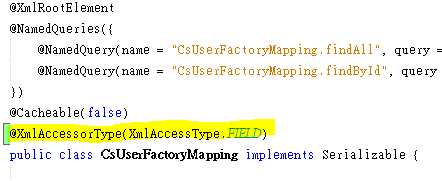 @XmlRootElement
@NamedQueries({
@NamedQuery(name = "CsUserFactoryMapping.findAll", query =
@NamedQuery(name = "CsUserFactoryMapping.findById", query
})
@Cacheable(false)
@XmlAccessorType(XmlAccessType.FIELD)
public class CsUserFactoryMapping implements Serializable {